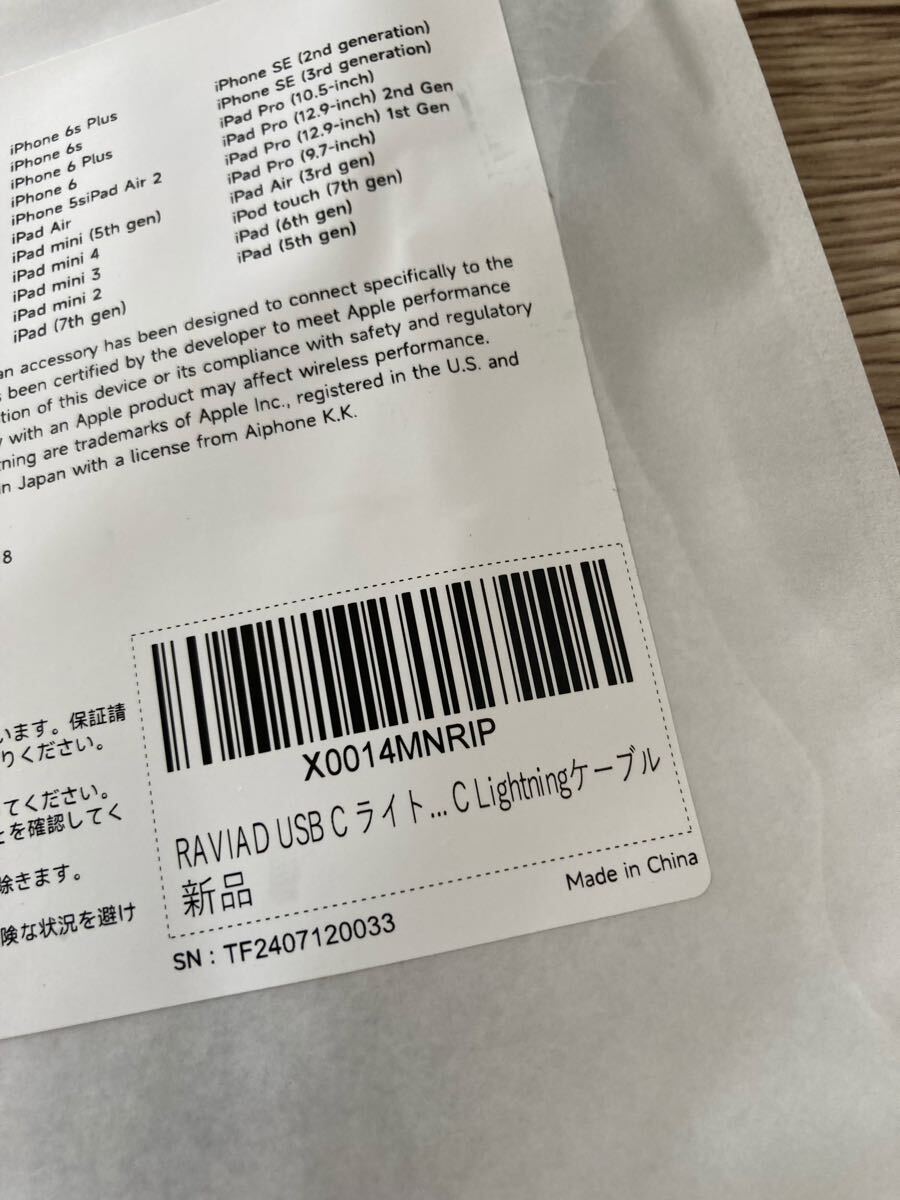 iPhone 6s Plus
iPhone 6s
iPhone 6 Plus
iPhone 6
iPhone 5siPad Air 2
iPad Air
iPad mini (5th gen)
iPad mini 4
iPad mini 3
iPad mini 2
iPad (7th gen)
iPhone SE (2nd generation)
iPhone SE (3rd generation)
iPad Pro (10.5-inch)
iPad Pro (12.9-inch) 2nd Gen
iPad Pro (12.9-inch) 1st Gen
iPad Pro (9.7-inch)
iPad Air (3rd gen)
iPod touch (7th gen)
iPad (6th gen)
iPad (5th gen)
an accessory has been designed to connect specifically to the
s been certified by the developer to meet Apple performance
tion of this device or its compliance with safety and regulatory
y with an Apple product may affect wireless performance.
tning are trademarks of Apple Inc., registered in the U.S. and
in Japan with a license from Aiphone K.K.
8
います。保証請
りください。
てください。
とを確認してく
除きます。
険な状況を避け
X0014MNRIP
RAVIAD USB C ライト... C Lightningケーブル
新品
Made in China
SN : TF2407120033